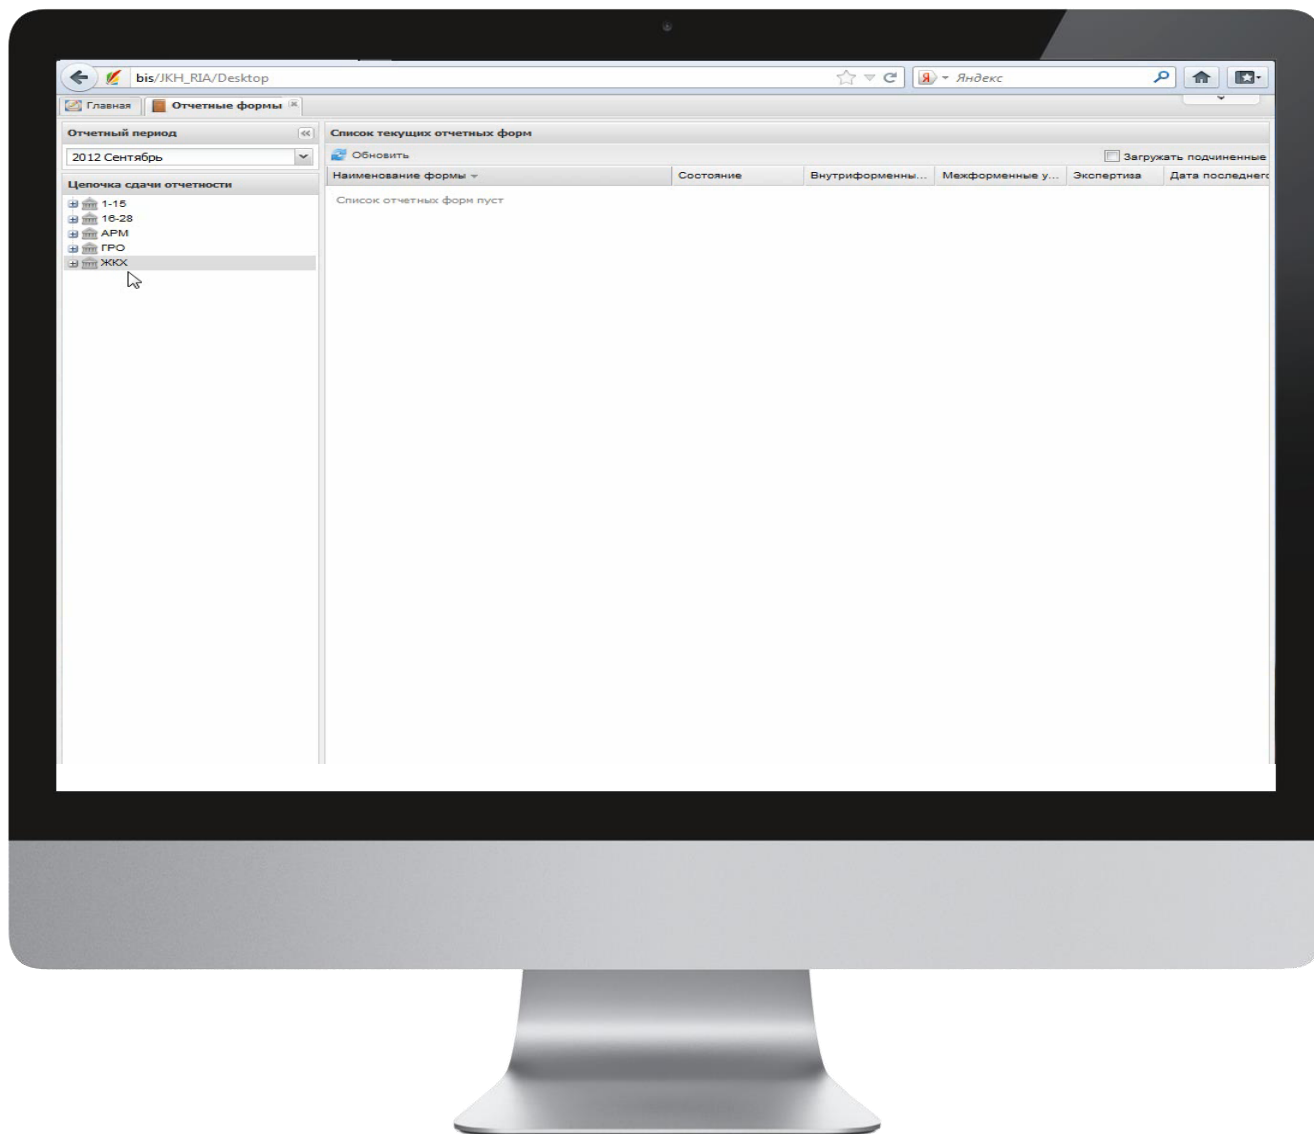 bis/JKH_RIA/Desktop
Яндекс
Главная
Отчетные формы
Отчетный период
2012 Сентябрь
Цепочка сдачи отчетности
1-15
16-28
АРМ
ГРО
ЖКХ
Список текущих отчетных форм
Обновить
Загружать подчиненные
Наименование формы Состояние Внутриформенны... Межформенные у... Экспертиза Дата последнего
Список отчетных форм пуст